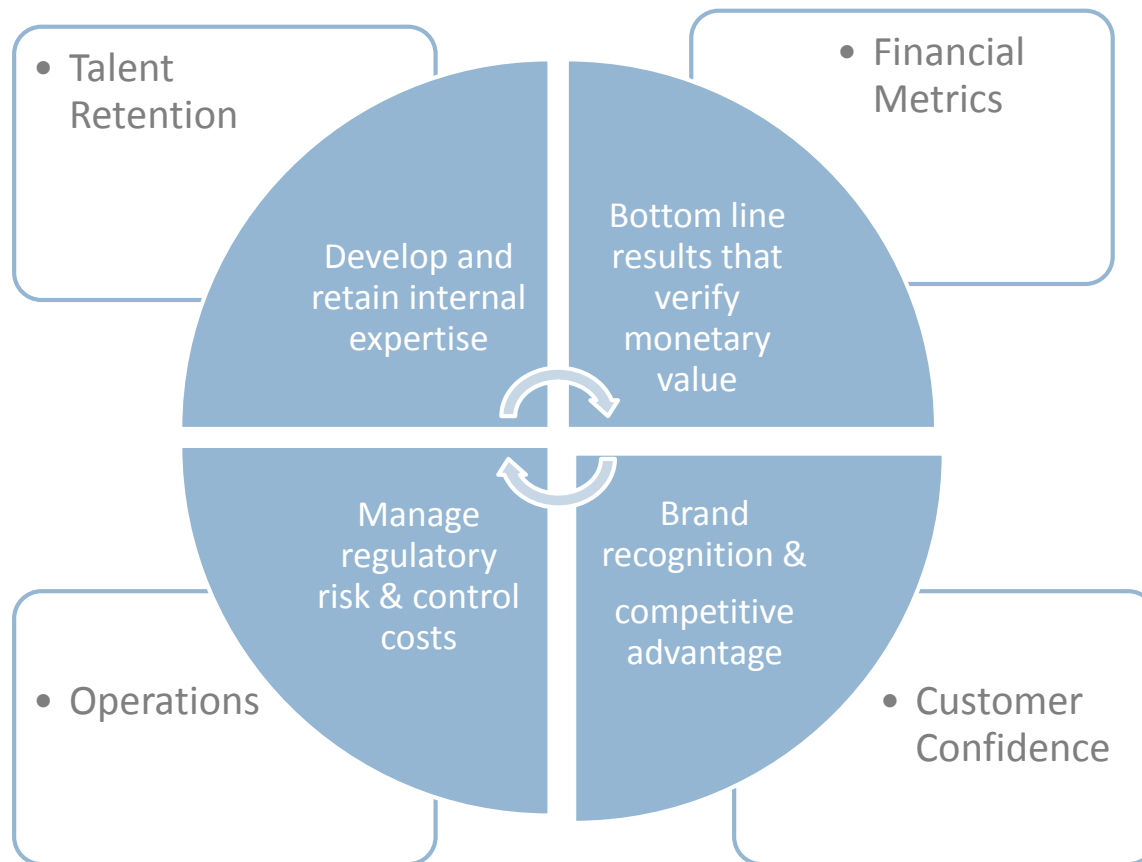 • Talent
Retention
• Financial
Metrics
Develop and
retain internal
expertise
Bottom line
results that
verify
monetary
value
Manage
regulatory
risk & control
costs
Brand
recognition &
competitive
advantage
• Operations
• Customer
Confidence